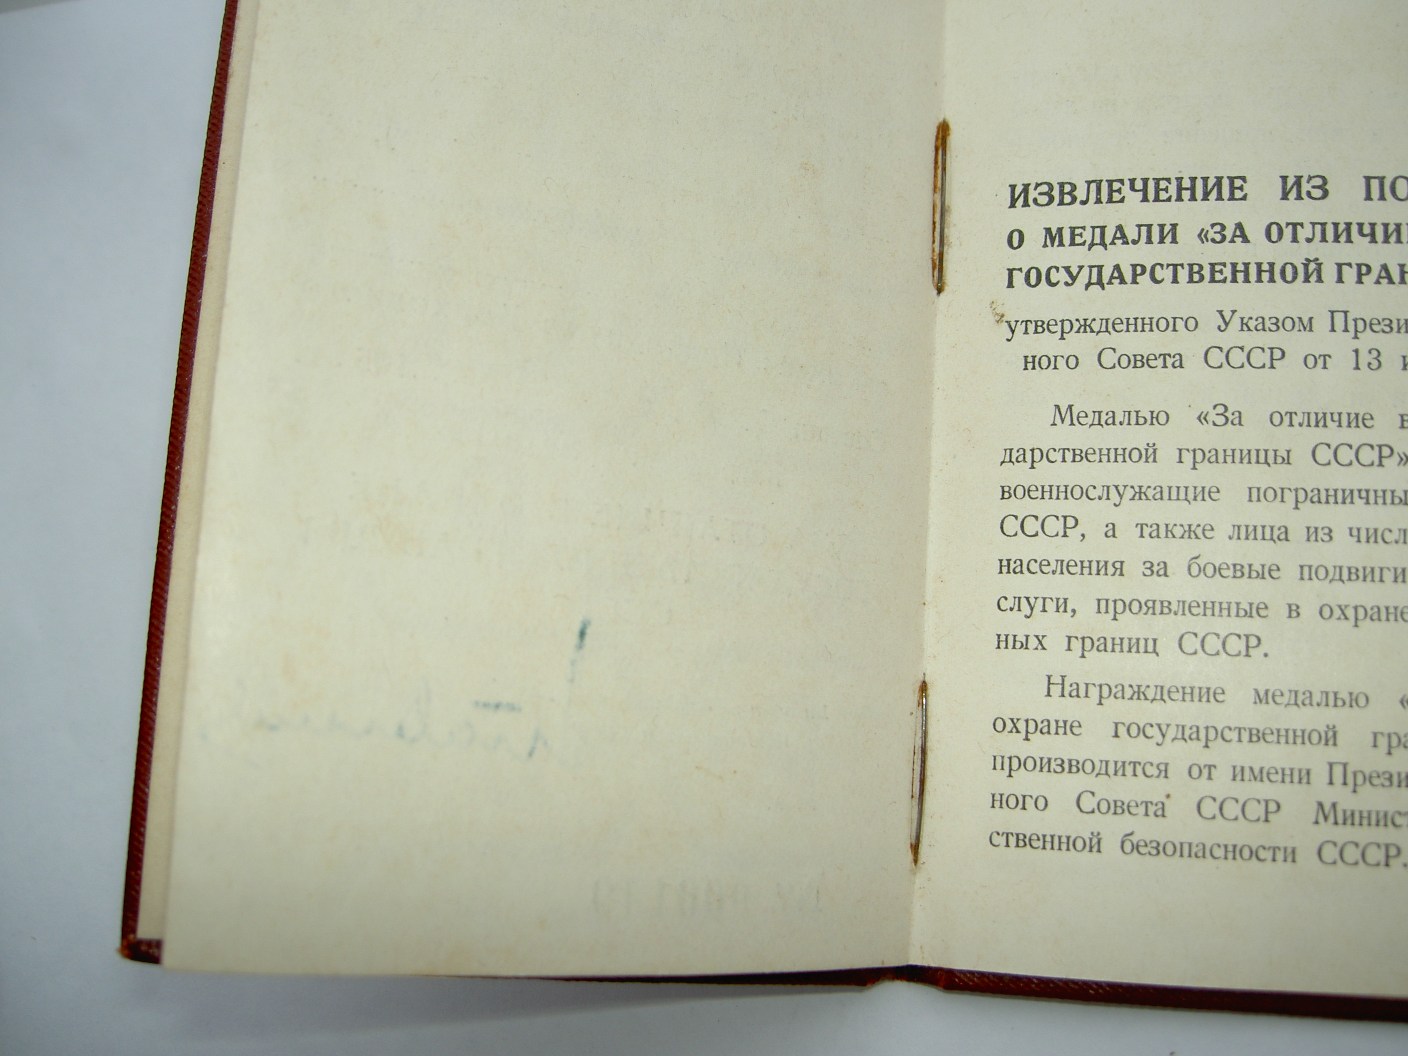 ИЗВЛЕЧЕНИЕ ИЗ ПО
О МЕДАЛИ «ЗА ОТЛИЧИ
ГОСУДАРСТВЕННОЙ ГРАН
утвержденного Указом Прези
ного Совета СССР от 13 и
Медалью «За отличие в
дарственной границы СССР»
военнослужащие пограничны
СССР, а также лица из числ
населения за боевые подвиги
слуги, проявленные в охране
ных границ СССР.
Награждение медалью «
охране государственной гра
производится от имени Прези
ного Совета СССР Минист
ственной безопасности СССР.